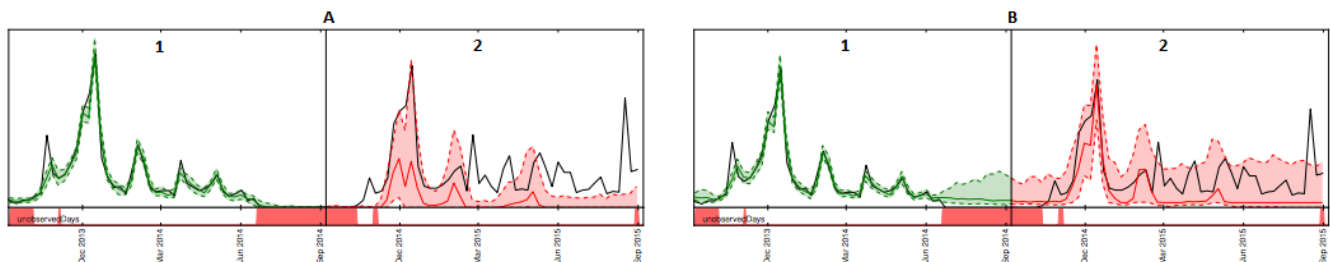 A
B
1
2
1
2
unobservedDays
unobservedDays
Dec 2013
Mar 2014
Jun 2014
Sep 2014
Dec 2014
Mar 2015
Jun 2015
Sep 2015
Dec 2013
Mar 2014
Jun 2014
Sep 2014
Dec 2014
Mar 2015
Jun 2015
Sep 2015